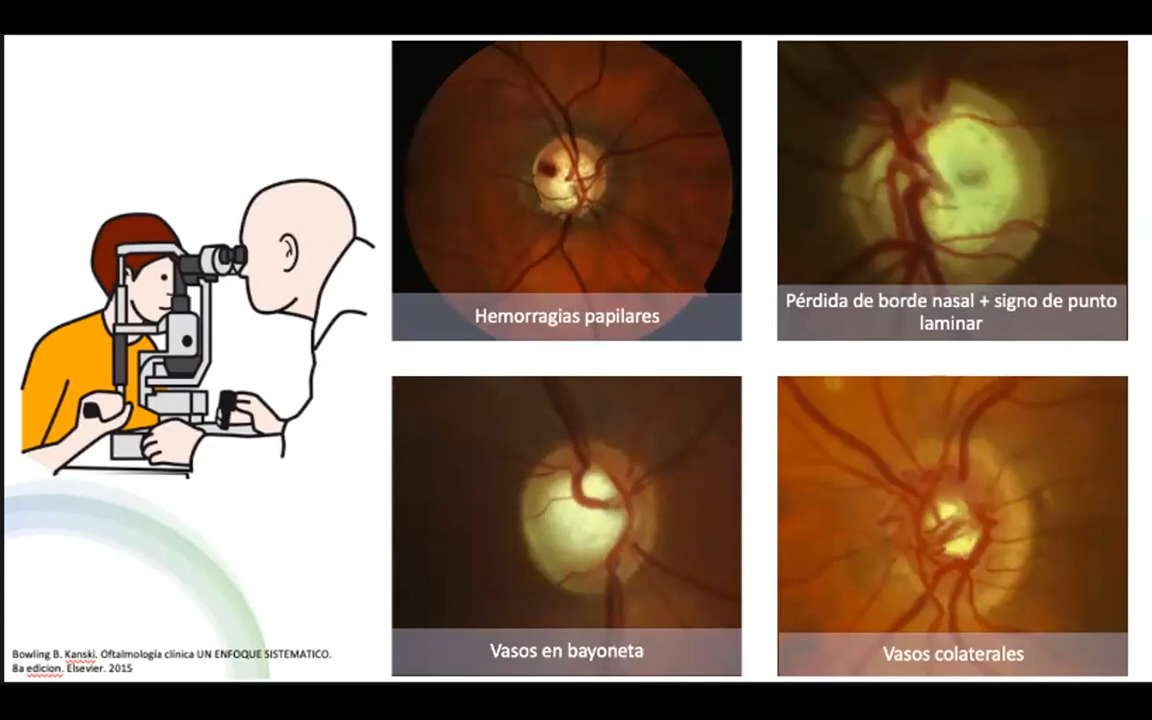 Hemorragias papilares
Pérdida de borde nasal + signo de punto
laminar
Vasos en bayoneta
Vasos colaterales
Bowling B. Kanski. Oftalmología clínica UN ENFOQUE SISTEMATICO.
8a edicion. Elsevier. 2015